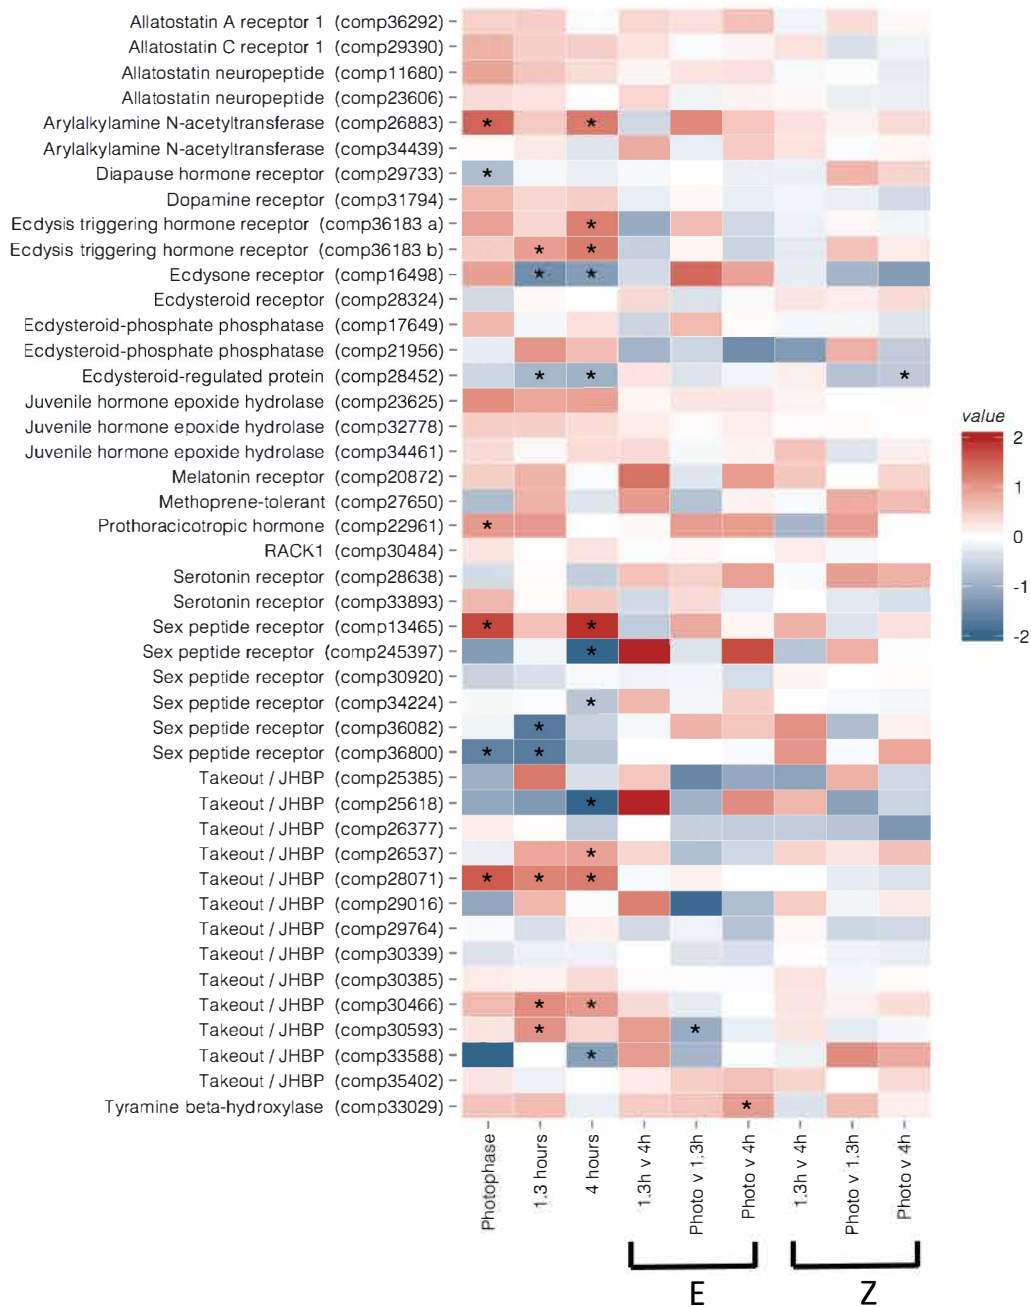 Allatostatin A receptor 1 (comp36292)
Allatostatin C receptor 1 (comp29390)
Allatostatin neuropeptide (comp11680)
Allatostatin neuropeptide (comp23606)
Arylalkylamine N-acetyltransferase (comp26883)
* *
Arylalkylamine N-acetyltransferase (comp34439)
Diapause hormone receptor (comp29733)
*
Dopamine receptor (comp31794)
Ecdysis triggering hormone receptor (comp36183 a)
*
Ecdysis triggering hormone receptor (comp36183 b)
* *
Ecdysone receptor (comp16498)
* *
Ecdysteroid receptor (comp28324)
Ecdysteroid-phosphate phosphatase (comp17649)
Ecdysteroid-phosphate phosphatase (comp21956)
Ecdysteroid-regulated protein (comp28452)
* * *
Juvenile hormone epoxide hydrolase (comp23625)
Juvenile hormone epoxide hydrolase (comp32778)
Juvenile hormone epoxide hydrolase (comp34461)
Melatonin receptor (comp20872)
Methoprene-tolerant (comp27650)
Prothoracicotropic hormone (comp22961)
*
RACK1 (comp30484)
Serotonin receptor (comp28638)
Serotonin receptor (comp33893)
Sex peptide receptor (comp13465)
* *
Sex peptide receptor (comp245397)
*
Sex peptide receptor (comp30920)
Sex peptide receptor (comp34224)
*
Sex peptide receptor (comp36082)
*
Sex peptide receptor (comp36800)
* *
Takeout / JHBP (comp25385)
Takeout / JHBP (comp25618)
*
Takeout / JHBP (comp26377)
Takeout / JHBP (comp26537)
*
Takeout / JHBP (comp28071)
* * *
Takeout / JHBP (comp29016)
Takeout / JHBP (comp29764)
Takeout / JHBP (comp30339)
Takeout / JHBP (comp30385)
Takeout / JHBP (comp30466)
* *
Takeout / JHBP (comp30593)
* *
Takeout / JHBP (comp33588)
*
Takeout / JHBP (comp35402)
Tyramine beta-hydroxylase (comp33029)
*
value
2
1
0
-1
-2
Photophase
1.3 hours
4 hours
1.3h v 4h
Photo v 1.3h
Photo v 4h
1.3h v 4h
Photo v 1.3h
Photo v 4h
E
Z